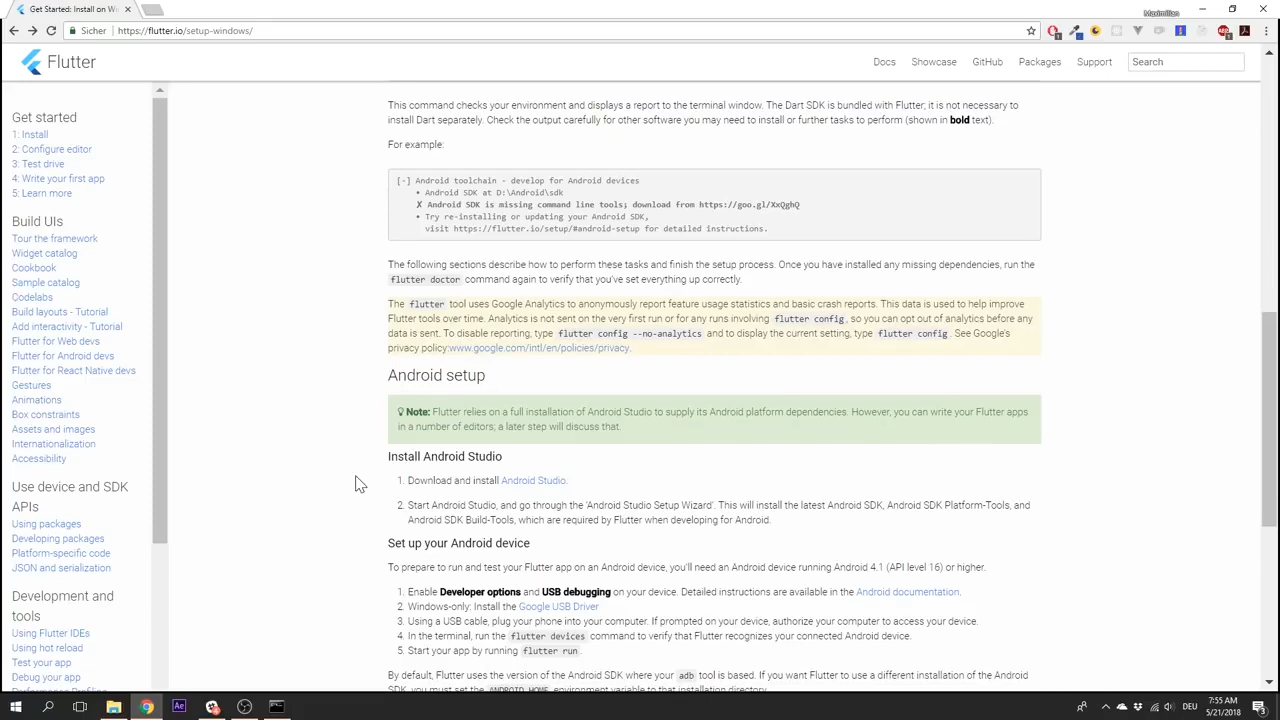 Get Started: Install on W
Maximilian
Sicher
https://flutter.io/setup-windows/
Flutter
Docs
Showcase
GitHub
Packages
Support
Search
Get started
1: Install
2: Configure editor
3: Test drive
4: Write your first app
5: Learn more
Build UIs
Tour the framework
Widget catalog
Cookbook
Sample catalog
Codelabs
Build layouts - Tutorial
Add interactivity - Tutorial
Flutter for Web devs
Flutter for Android devs
Flutter for React Native devs
Gestures
Animations
Box constraints
Assets and images
Internationalization
Accessibility
Use device and SDK
APIs
Using packages
Developing packages
Platform-specific code
JSON and serialization
Development and
tools
Using Flutter IDEs
Using hot reload
Test your app
Debug your app
This command checks your environment and displays a report to the terminal window. The Dart SDK is bundled with Flutter; it is not necessary to
install Dart separately. Check the output carefully for other software you may need to install or further tasks to perform (shown in bold text).
For example:
[-] Android toolchain - develop for Android devices
• Android SDK at D:\Android\sdk
✗ Android SDK is missing command line tools; download from https://goo.gl/XxQghQ
• Try re-installing or updating your Android SDK,
visit https://flutter.io/setup/#android-setup for detailed instructions.
The following sections describe how to perform these tasks and finish the setup process. Once you have installed any missing dependencies, run the
flutter doctor command again to verify that you've set everything up correctly.
The flutter tool uses Google Analytics to anonymously report feature usage statistics and basic crash reports. This data is used to help improve
Flutter tools over time. Analytics is not sent on the very first run or for any runs involving flutter config, so you can opt out of analytics before any
data is sent. To disable reporting, type flutter config --no-analytics and to display the current setting, type flutter config. See Google's
privacy policy:www.google.com/intl/en/policies/privacy.
Android setup
Note: Flutter relies on a full installation of Android Studio to supply its Android platform dependencies. However, you can write your Flutter apps
in a number of editors; a later step will discuss that.
Install Android Studio
1. Download and install Android Studio.
2. Start Android Studio, and go through the 'Android Studio Setup Wizard'. This will install the latest Android SDK, Android SDK Platform-Tools, and
Android SDK Build-Tools, which are required by Flutter when developing for Android.
Set up your Android device
To prepare to run and test your Flutter app on an Android device, you'll need an Android device running Android 4.1 (API level 16) or higher.
1. Enable Developer options and USB debugging on your device. Detailed instructions are available in the Android documentation.
2. Windows-only: Install the Google USB Driver
3. Using a USB cable, plug your phone into your computer. If prompted on your device, authorize your computer to access your device.
4. In the terminal, run the flutter devices command to verify that Flutter recognizes your connected Android device.
5. Start your app by running flutter run.
By default, Flutter uses the version of the Android SDK where your adb tool is based. If you want Flutter to use a different installation of the Android
SDK, you must set the ANDROID_HOME environment variable to that installation directory.
Ae
DEU
7:55 AM
5/21/2018